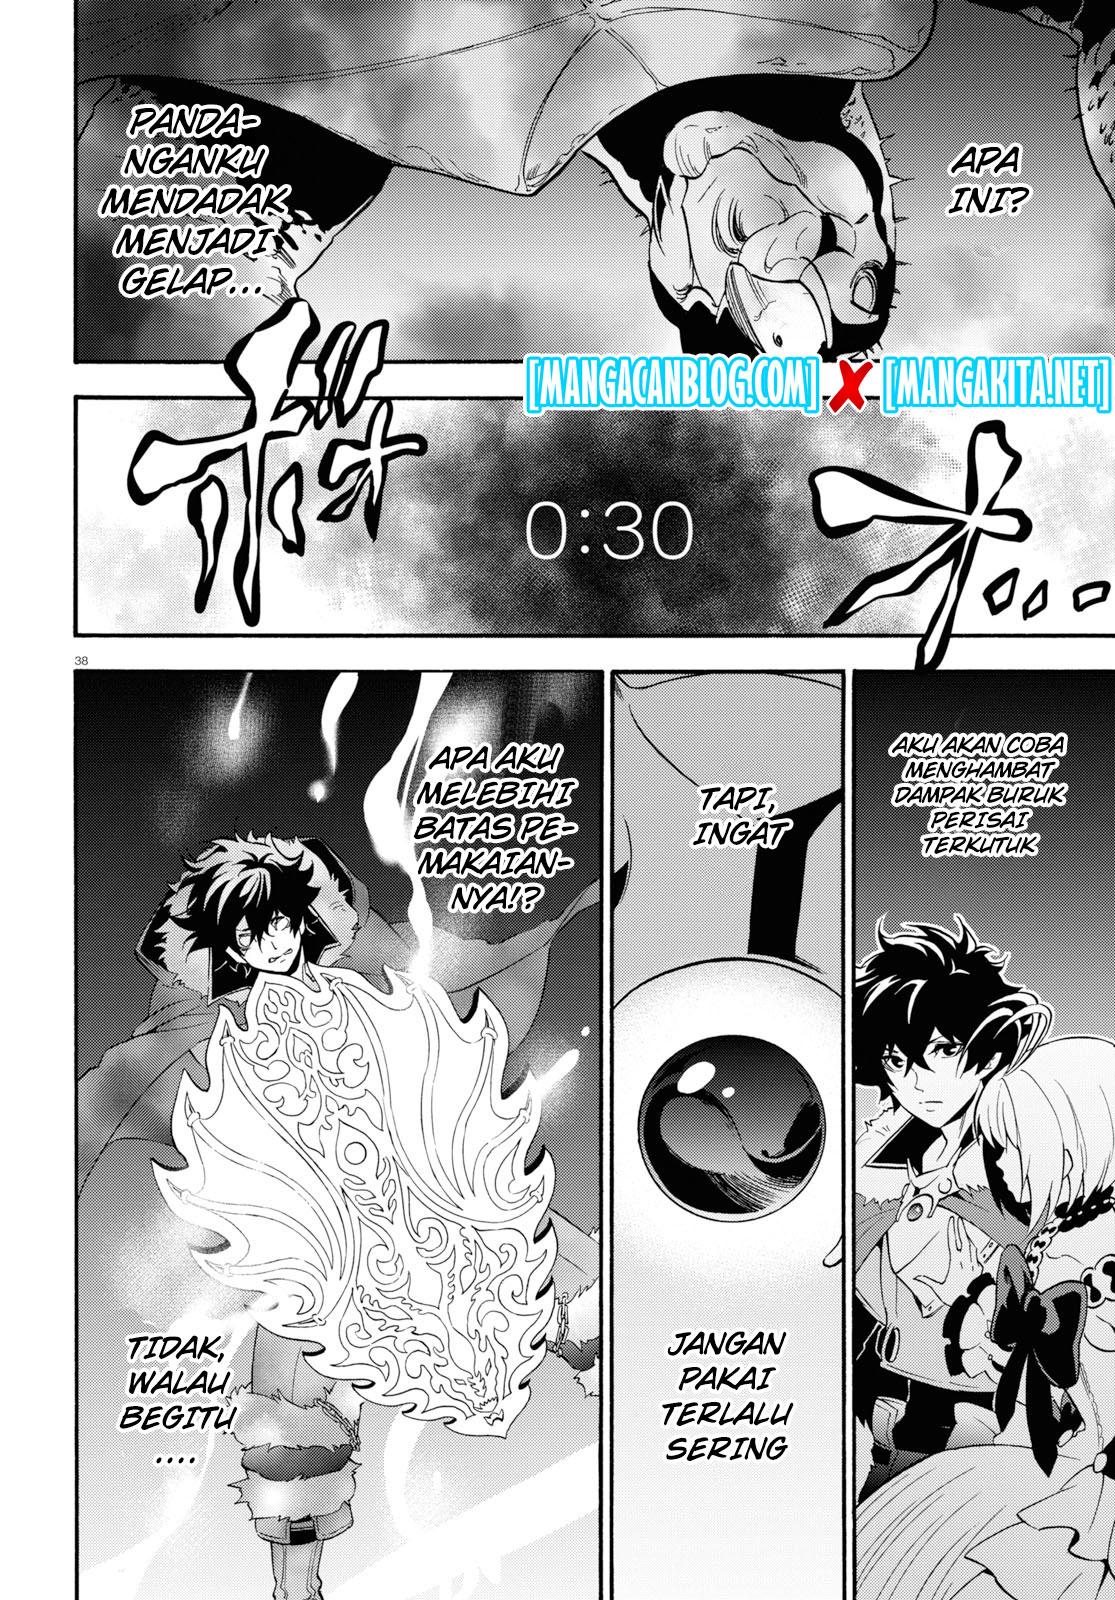 APA
INI?
PANDA-
NGANKU
MENDADAK
MENJADI
GELAP...
[MANGACANBLOG.COM] X [MANGAKITA.NET]
0:30
38
AKU AKAN COBA
MENGHAMBAT
DAMPAK BURUK
PERISAI
TERKUTUK
TAPI,
INGAT
JANGAN
PAKAI
TERLALU
SERING
APA AKU
MELEBIHI
BATAS PE-
MAKAIAN-
NYA!?
TIDAK,
WALAU
BEGITU
....